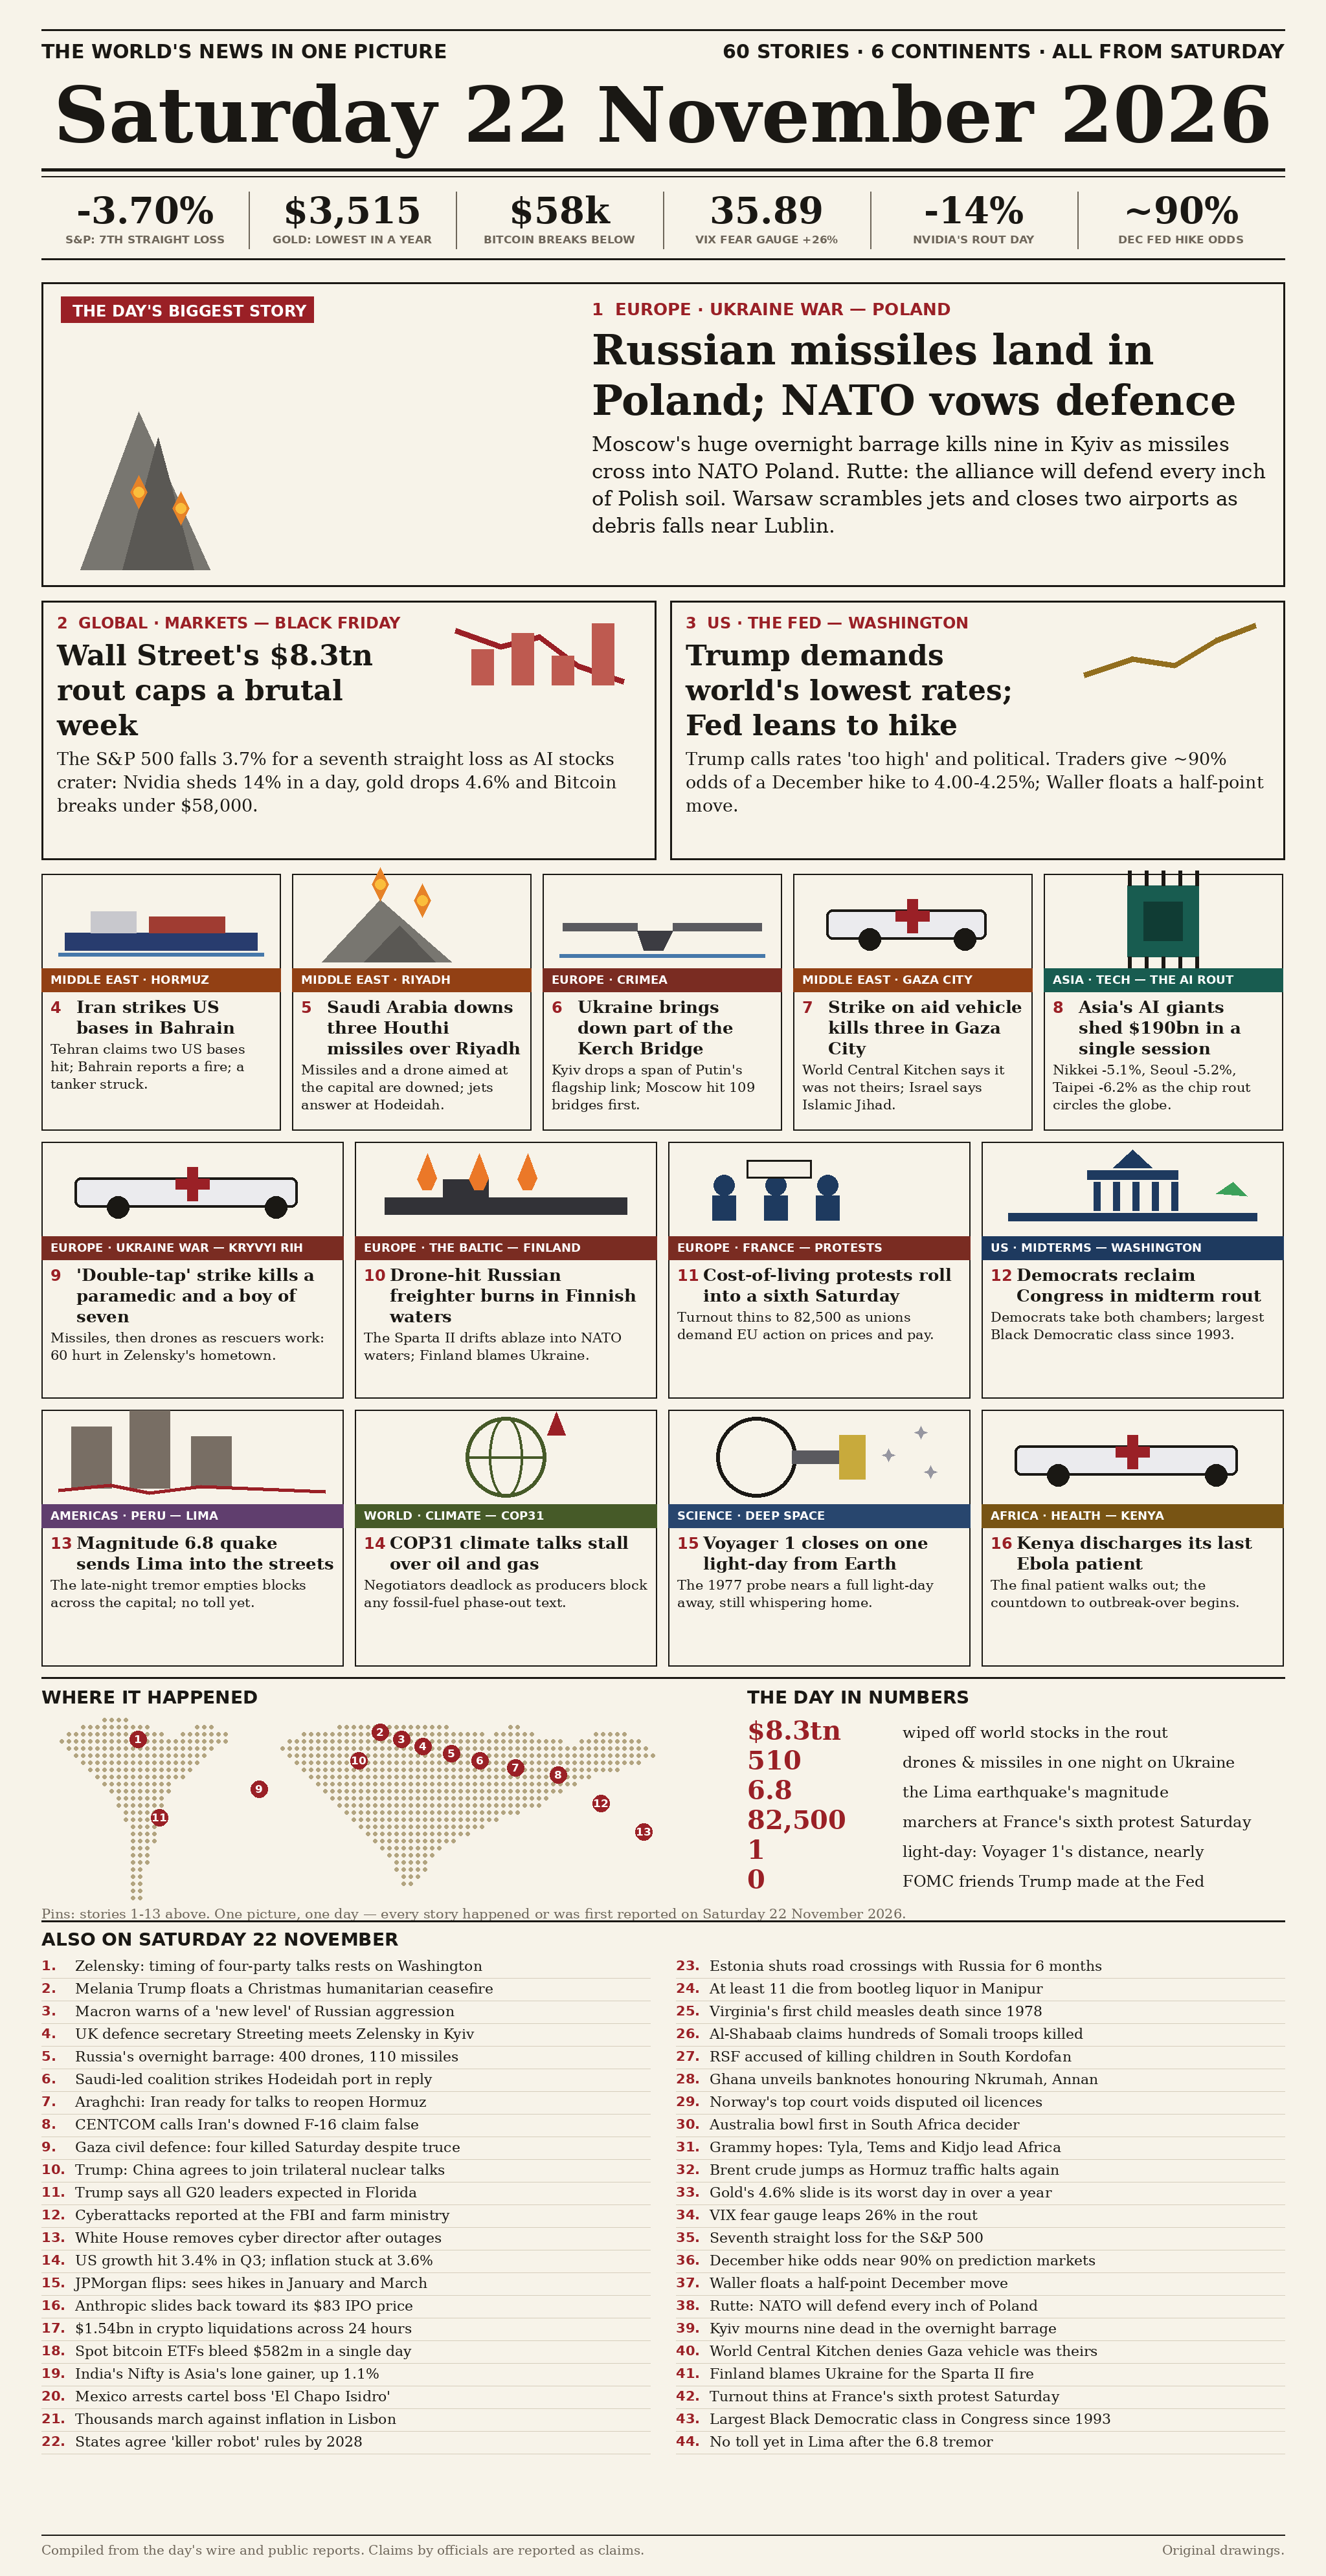 THE WORLD'S NEWS IN ONE PICTURE
60 STORIES · 6 CONTINENTS · ALL FROM SATURDAY
Saturday 22 November 2026
-3.70%
S&P: 7TH STRAIGHT LOSS
$3,515
GOLD: LOWEST IN A YEAR
$58k
BITCOIN BREAKS BELOW
35.89
VIX FEAR GAUGE +26%
-14%
NVIDIA'S ROUT DAY
~90%
DEC FED HIKE ODDS
THE DAY'S BIGGEST STORY
1 EUROPE · UKRAINE WAR — POLAND
Russian missiles land in
Poland; NATO vows defence
Moscow's huge overnight barrage kills nine in Kyiv as missiles
cross into NATO Poland. Rutte: the alliance will defend every inch
of Polish soil. Warsaw scrambles jets and closes two airports as
debris falls near Lublin.
2 GLOBAL · MARKETS — BLACK FRIDAY
Wall Street's $8.3tn
rout caps a brutal
week
The S&P 500 falls 3.7% for a seventh straight loss as AI stocks
crater: Nvidia sheds 14% in a day, gold drops 4.6% and Bitcoin
breaks under $58,000.
3 US · THE FED — WASHINGTON
Trump demands
world's lowest rates;
Fed leans to hike
Trump calls rates 'too high' and political. Traders give ~90%
odds of a December hike to 4.00-4.25%; Waller floats a half-point
move.
MIDDLE EAST · HORMUZ
4 Iran strikes US
bases in Bahrain
Tehran claims two US bases
hit; Bahrain reports a fire; a
tanker struck.
MIDDLE EAST · RIYADH
5 Saudi Arabia downs
three Houthi
missiles over Riyadh
Missiles and a drone aimed at
the capital are downed; jets
answer at Hodeidah.
EUROPE · CRIMEA
6 Ukraine brings
down part of the
Kerch Bridge
Kyiv drops a span of Putin's
flagship link; Moscow hit 109
bridges first.
MIDDLE EAST · GAZA CITY
7 Strike on aid vehicle
kills three in Gaza
City
World Central Kitchen says it
was not theirs; Israel says
Islamic Jihad.
ASIA · TECH — THE AI ROUT
8 Asia's AI giants
shed $190bn in a
single session
Nikkei -5.1%, Seoul -5.2%,
Taipei -6.2% as the chip rout
circles the globe.
EUROPE · UKRAINE WAR — KRYVYI RIH
9 'Double-tap' strike kills a
paramedic and a boy of
seven
Missiles, then drones as rescuers work:
60 hurt in Zelensky's hometown.
EUROPE · THE BALTIC — FINLAND
10 Drone-hit Russian
freighter burns in Finnish
waters
The Sparta II drifts ablaze into NATO
waters; Finland blames Ukraine.
EUROPE · FRANCE — PROTESTS
11 Cost-of-living protests roll
into a sixth Saturday
Turnout thins to 82,500 as unions
demand EU action on prices and pay.
US · MIDTERMS — WASHINGTON
12 Democrats reclaim
Congress in midterm rout
Democrats take both chambers; largest
Black Democratic class since 1993.
AMERICAS · PERU — LIMA
13 Magnitude 6.8 quake
sends Lima into the streets
The late-night tremor empties blocks
across the capital; no toll yet.
WORLD · CLIMATE — COP31
14 COP31 climate talks stall
over oil and gas
Negotiators deadlock as producers block
any fossil-fuel phase-out text.
SCIENCE · DEEP SPACE
15 Voyager 1 closes on one
light-day from Earth
The 1977 probe nears a full light-day
away, still whispering home.
AFRICA · HEALTH — KENYA
16 Kenya discharges its last
Ebola patient
The final patient walks out; the
countdown to outbreak-over begins.
WHERE IT HAPPENED
1
2
3
4
5
6
7
8
9
10
11
12
13
Pins: stories 1-13 above. One picture, one day — every story happened or was first reported on Saturday 22 November 2026.
THE DAY IN NUMBERS
$8.3tn wiped off world stocks in the rout
510 drones & missiles in one night on Ukraine
6.8 the Lima earthquake's magnitude
82,500 marchers at France's sixth protest Saturday
1 light-day: Voyager 1's distance, nearly
0 FOMC friends Trump made at the Fed
ALSO ON SATURDAY 22 NOVEMBER
1. Zelensky: timing of four-party talks rests on Washington
2. Melania Trump floats a Christmas humanitarian ceasefire
3. Macron warns of a 'new level' of Russian aggression
4. UK defence secretary Streeting meets Zelensky in Kyiv
5. Russia's overnight barrage: 400 drones, 110 missiles
6. Saudi-led coalition strikes Hodeidah port in reply
7. Araghchi: Iran ready for talks to reopen Hormuz
8. CENTCOM calls Iran's downed F-16 claim false
9. Gaza civil defence: four killed Saturday despite truce
10. Trump: China agrees to join trilateral nuclear talks
11. Trump says all G20 leaders expected in Florida
12. Cyberattacks reported at the FBI and farm ministry
13. White House removes cyber director after outages
14. US growth hit 3.4% in Q3; inflation stuck at 3.6%
15. JPMorgan flips: sees hikes in January and March
16. Anthropic slides back toward its $83 IPO price
17. $1.54bn in crypto liquidations across 24 hours
18. Spot bitcoin ETFs bleed $582m in a single day
19. India's Nifty is Asia's lone gainer, up 1.1%
20. Mexico arrests cartel boss 'El Chapo Isidro'
21. Thousands march against inflation in Lisbon
22. States agree 'killer robot' rules by 2028
23. Estonia shuts road crossings with Russia for 6 months
24. At least 11 die from bootleg liquor in Manipur
25. Virginia's first child measles death since 1978
26. Al-Shabaab claims hundreds of Somali troops killed
27. RSF accused of killing children in South Kordofan
28. Ghana unveils banknotes honouring Nkrumah, Annan
29. Norway's top court voids disputed oil licences
30. Australia bowl first in South Africa decider
31. Grammy hopes: Tyla, Tems and Kidjo lead Africa
32. Brent crude jumps as Hormuz traffic halts again
33. Gold's 4.6% slide is its worst day in over a year
34. VIX fear gauge leaps 26% in the rout
35. Seventh straight loss for the S&P 500
36. December hike odds near 90% on prediction markets
37. Waller floats a half-point December move
38. Rutte: NATO will defend every inch of Poland
39. Kyiv mourns nine dead in the overnight barrage
40. World Central Kitchen denies Gaza vehicle was theirs
41. Finland blames Ukraine for the Sparta II fire
42. Turnout thins at France's sixth protest Saturday
43. Largest Black Democratic class in Congress since 1993
44. No toll yet in Lima after the 6.8 tremor
Compiled from the day's wire and public reports. Claims by officials are reported as claims.
Original drawings.